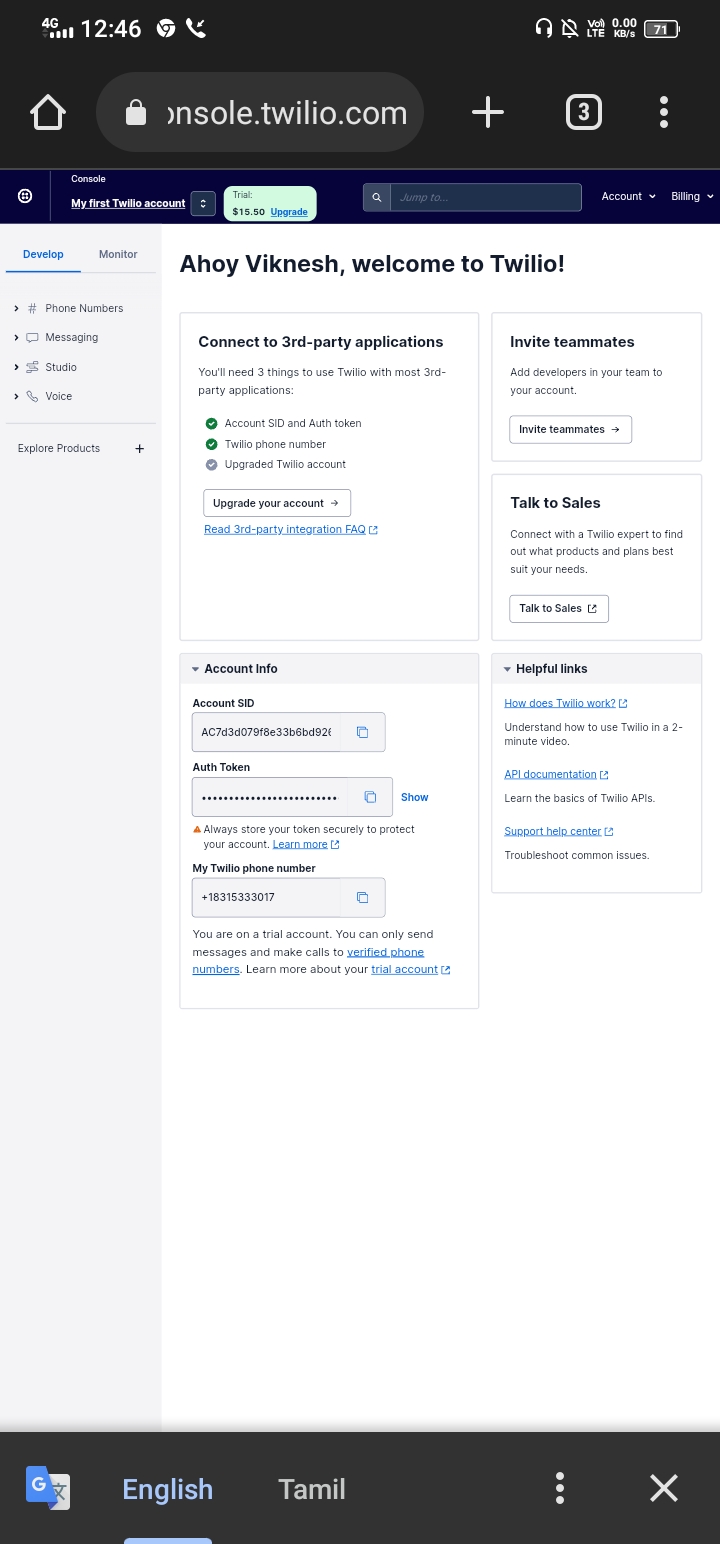 4G 12:46 Vo) LTE 0.00 KB/s 71
onsole.twilio.com 3
Console
My first Twilio account
Trial:
$15.50 Upgrade
Jump to...
Account
Billing
Develop
Monitor
Phone Numbers
Messaging
Studio
Voice
Explore Products +
Ahoy Viknesh, welcome to Twilio!
Connect to 3rd-party applications
You'll need 3 things to use Twilio with most 3rd-
party applications:
Account SID and Auth token
Twilio phone number
Upgraded Twilio account
Upgrade your account →
Read 3rd-party integration FAQ
Invite teammates
Add developers in your team to
your account.
Invite teammates →
Talk to Sales
Connect with a Twilio expert to find
out what products and plans best
suit your needs.
Talk to Sales
Account Info
Account SID
AC7d3d079f8e33b6bd926
Auth Token
•••••••••••••••••••••••••
Show
Always store your token securely to protect
your account. Learn more
My Twilio phone number
+18315333017
You are on a trial account. You can only send
messages and make calls to verified phone
numbers. Learn more about your trial account
Helpful links
How does Twilio work?
Understand how to use Twilio in a 2-
minute video.
API documentation
Learn the basics of Twilio APIs.
Support help center
Troubleshoot common issues.
G 文 English Tamil